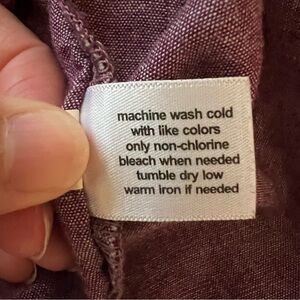 machine wash cold
with like colors
only non-chlorine
bleach when needed
tumble dry low
warm iron if needed